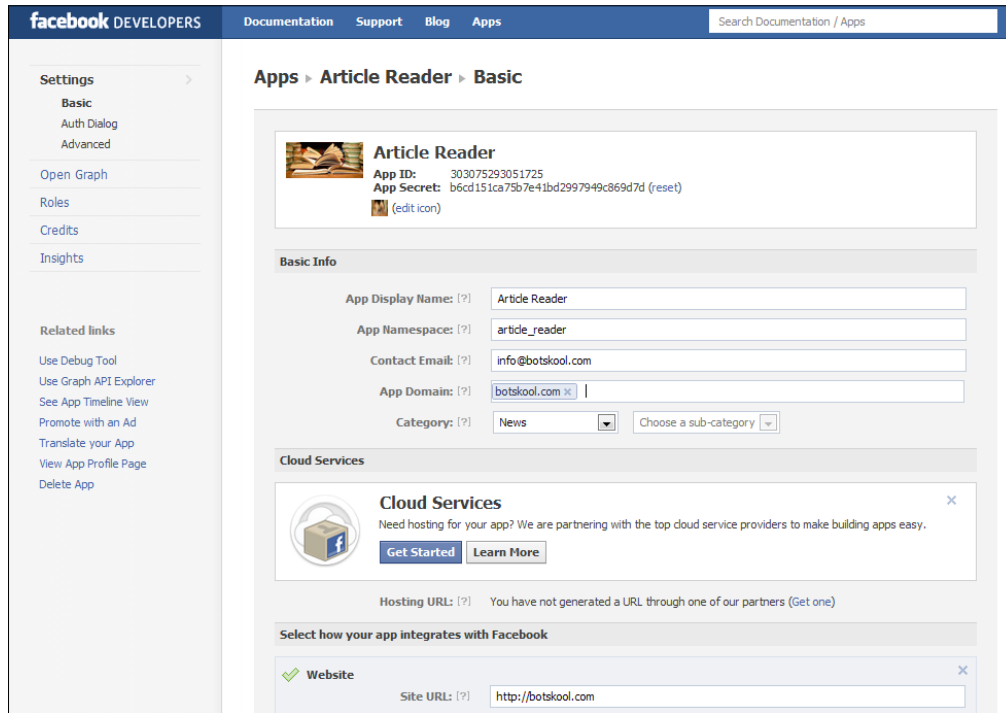 facebook DEVELOPERS
Documentation Support Blog Apps
Search Documentation / Apps
Settings
Basic
Auth Dialog
Advanced
Open Graph
Roles
Credits
Insights
Related links
Use Debug Tool
Use Graph API Explorer
See App Timeline View
Promote with an Ad
Translate your App
View App Profile Page
Delete App
Apps ▸ Article Reader ▸ Basic
Article Reader
App ID: 303075293051725
App Secret: b6cd151ca75b7e41bd2997949c869d7d (reset)
(edit icon)
Basic Info
App Display Name: [?] Article Reader
App Namespace: [?] article_reader
Contact Email: [?] info@botskool.com
App Domain: [?] botskool.com ×
Category: [?] News Choose a sub-category
Cloud Services
Cloud Services
Need hosting for your app? We are partnering with the top cloud service providers to make building apps easy.
Get Started Learn More
Hosting URL: [?] You have not generated a URL through one of our partners (Get one)
Select how your app integrates with Facebook
Website
Site URL: [?] http://botskool.com